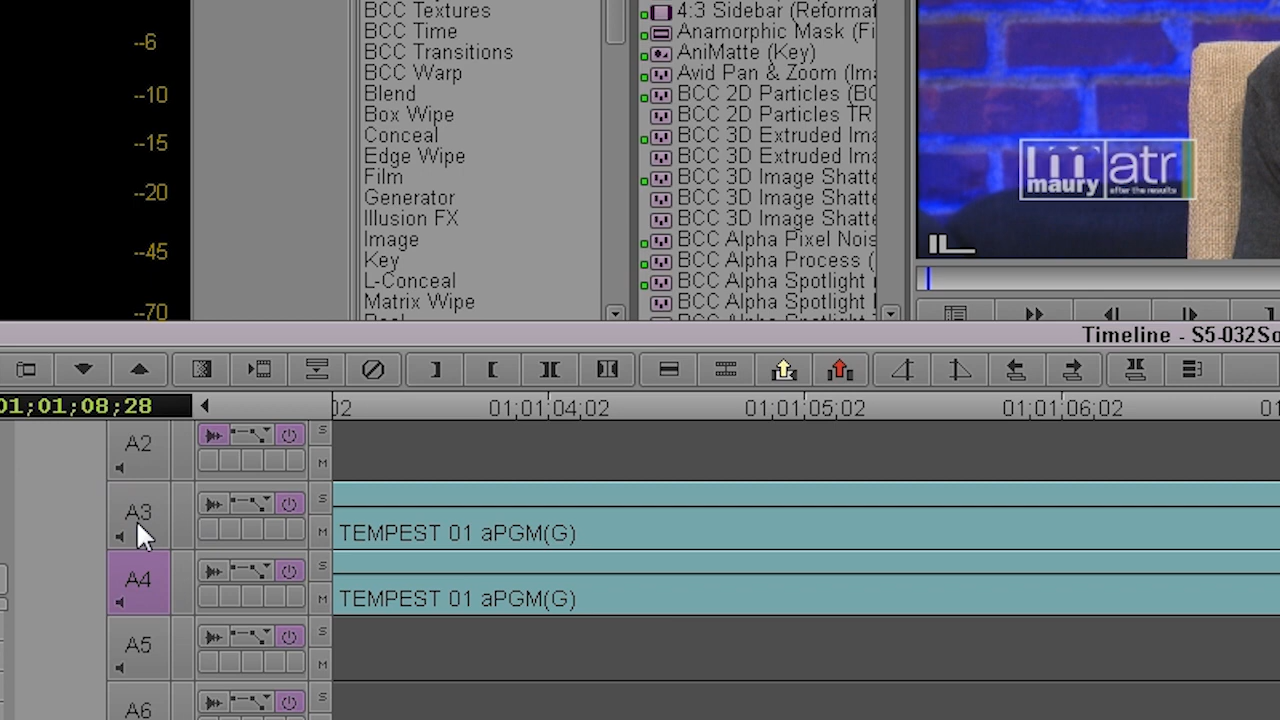 --6
--10
--15
--20
--45
--70
BCC Textures
BCC Time
BCC Transitions
BCC Warp
Blend
Box Wipe
Conceal
Edge Wipe
Film
Generator
Illusion FX
Image
Key
L-Conceal
Matrix Wipe
4:3 Sidebar (Reformat
Anamorphic Mask (Fi
AniMatte (Key)
Avid Pan & Zoom (Ima
BCC 2D Particles (BC
BCC 2D Particles TR
BCC 3D Extruded Ima
BCC 3D Extruded Ima
BCC 3D Image Shatte
BCC 3D Image Shatte
BCC 3D Image Shatte
BCC Alpha Pixel Nois
BCC Alpha Process (
BCC Alpha Spotlight
BCC Alpha Spotlight
m atr
maury after the results
Timeline - S5-032So
01;01;08;28
02
01;01;04;02
01;01;05;02
01;01;06;02
01
A2
S
M
A3
S
M
TEMPEST 01 aPGM(G)
A4
S
M
TEMPEST 01 aPGM(G)
A5
S
M
A6
S